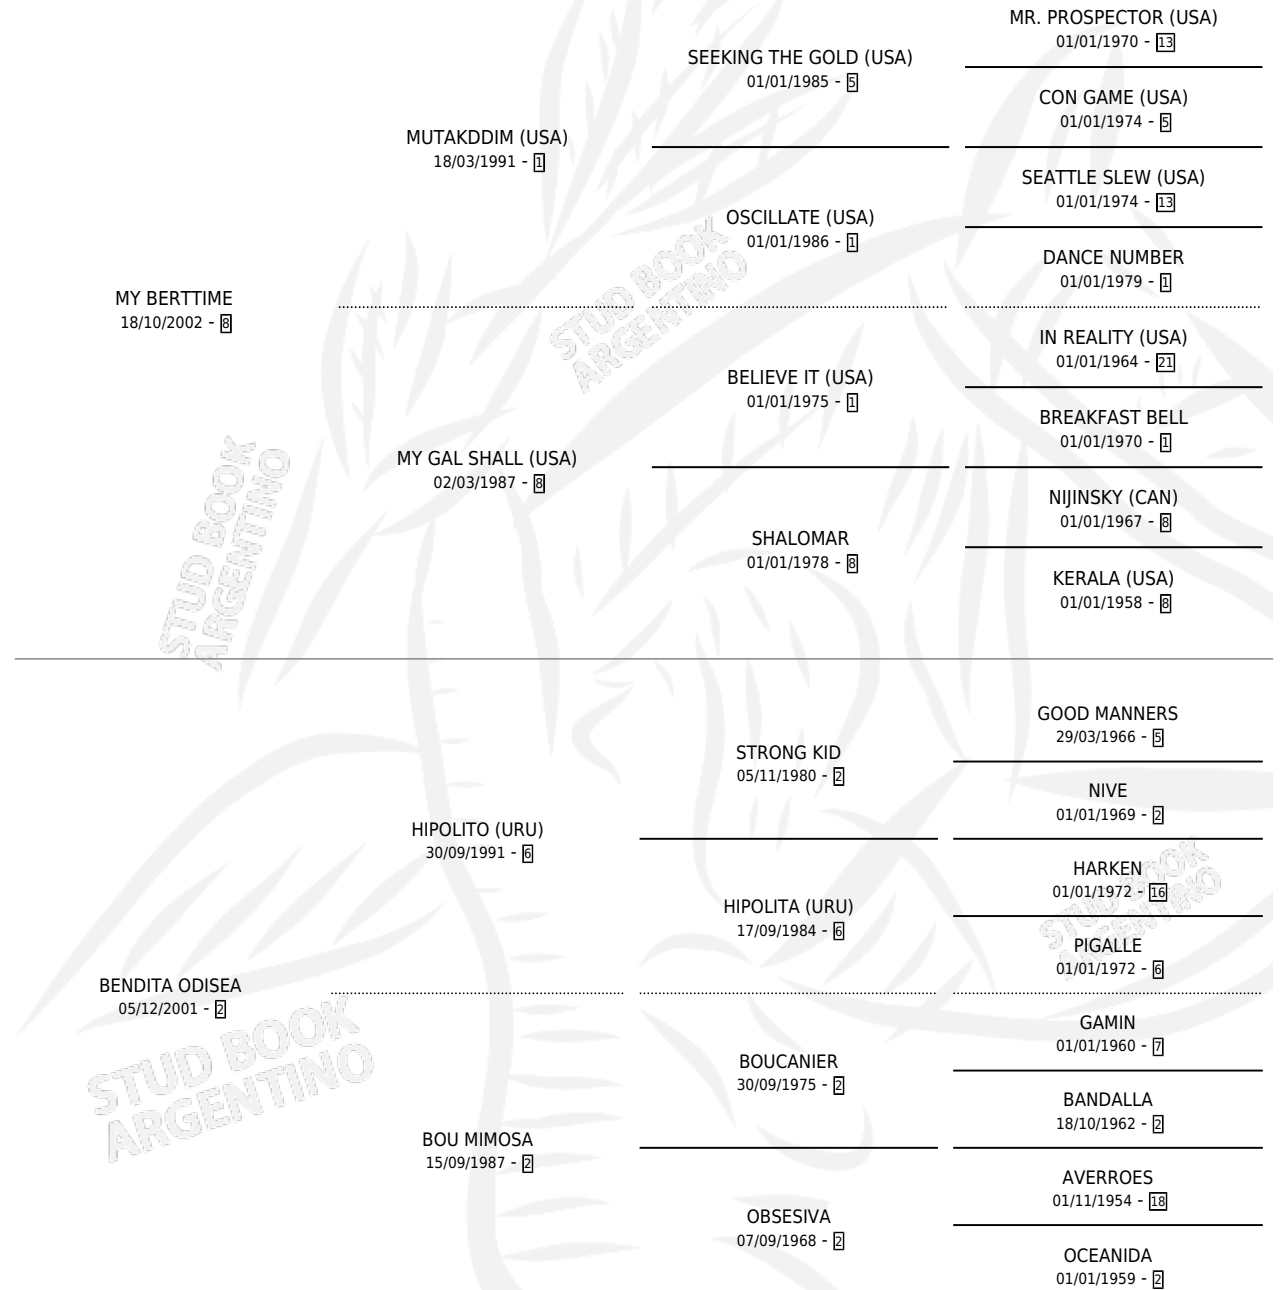 MR. PROSPECTOR (USA)
01/01/1970 - 13
SEEKING THE GOLD (USA)
01/01/1985 - 5
CON GAME (USA)
01/01/1974 - 5
MUTAKDDIM (USA)
18/03/1991 - 1
SEATTLE SLEW (USA)
01/01/1974 - 13
OSCILLATE (USA)
01/01/1986 - 1
DANCE NUMBER
01/01/1979 - 1
MY BERTTIME
18/10/2002 - 8
IN REALITY (USA)
01/01/1964 - 21
BELIEVE IT (USA)
01/01/1975 - 1
BREAKFAST BELL
01/01/1970 - 1
MY GAL SHALL (USA)
02/03/1987 - 8
NIJINSKY (CAN)
01/01/1967 - 8
SHALOMAR
01/01/1978 - 8
KERALA (USA)
01/01/1958 - 8
GOOD MANNERS
29/03/1966 - 5
STRONG KID
05/11/1980 - 2
NIVE
01/01/1969 - 2
HIPOLITO (URU)
30/09/1991 - 6
HARKEN
01/01/1972 - 16
HIPOLITA (URU)
17/09/1984 - 6
PIGALLE
01/01/1972 - 6
BENDITA ODISEA
05/12/2001 - 2
GAMIN
01/01/1960 - 7
BOUCANIER
30/09/1975 - 2
BANDALLA
18/10/1962 - 2
BOU MIMOSA
15/09/1987 - 2
AVERROES
01/11/1954 - 18
OBSESIVA
07/09/1968 - 2
OCEANIDA
01/01/1959 - 2
STUD BOOK
ARGENTINO
STUD BOOK
ARGENTINO
STUD BOOK
ARGENTINO
STUD BOOK
ARGENTINO